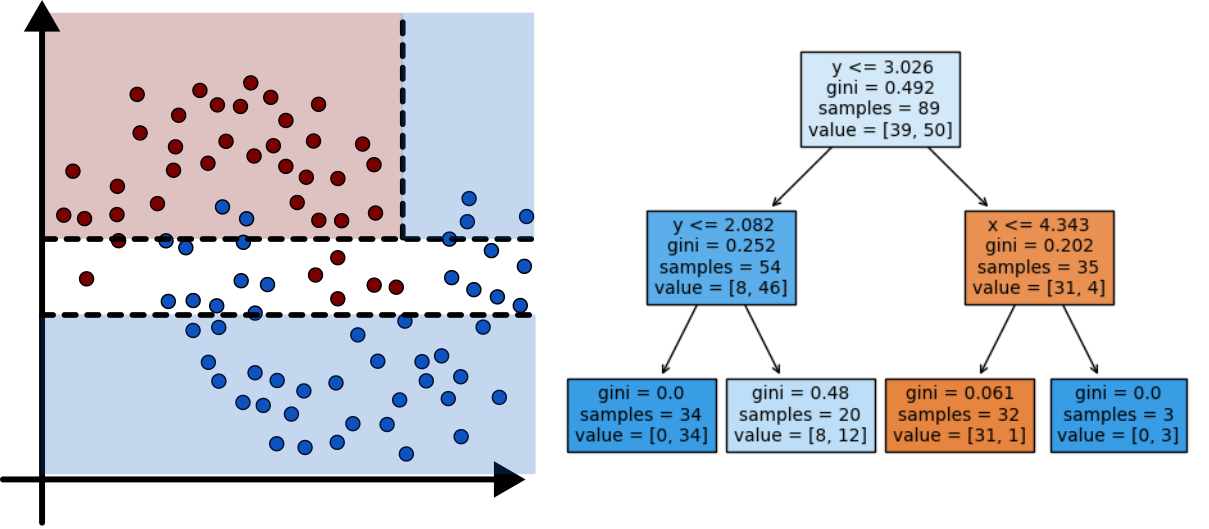 y <= 3.026
gini = 0.492
samples = 89
value = [39, 50]
y <= 2.082
gini = 0.252
samples = 54
value = [8, 46]
x <= 4.343
gini = 0.202
samples = 35
value = [31, 4]
gini = 0.0
samples = 34
value = [0, 34]
gini = 0.48
samples = 20
value = [8, 12]
gini = 0.061
samples = 32
value = [31, 1]
gini = 0.0
samples = 3
value = [0, 3]